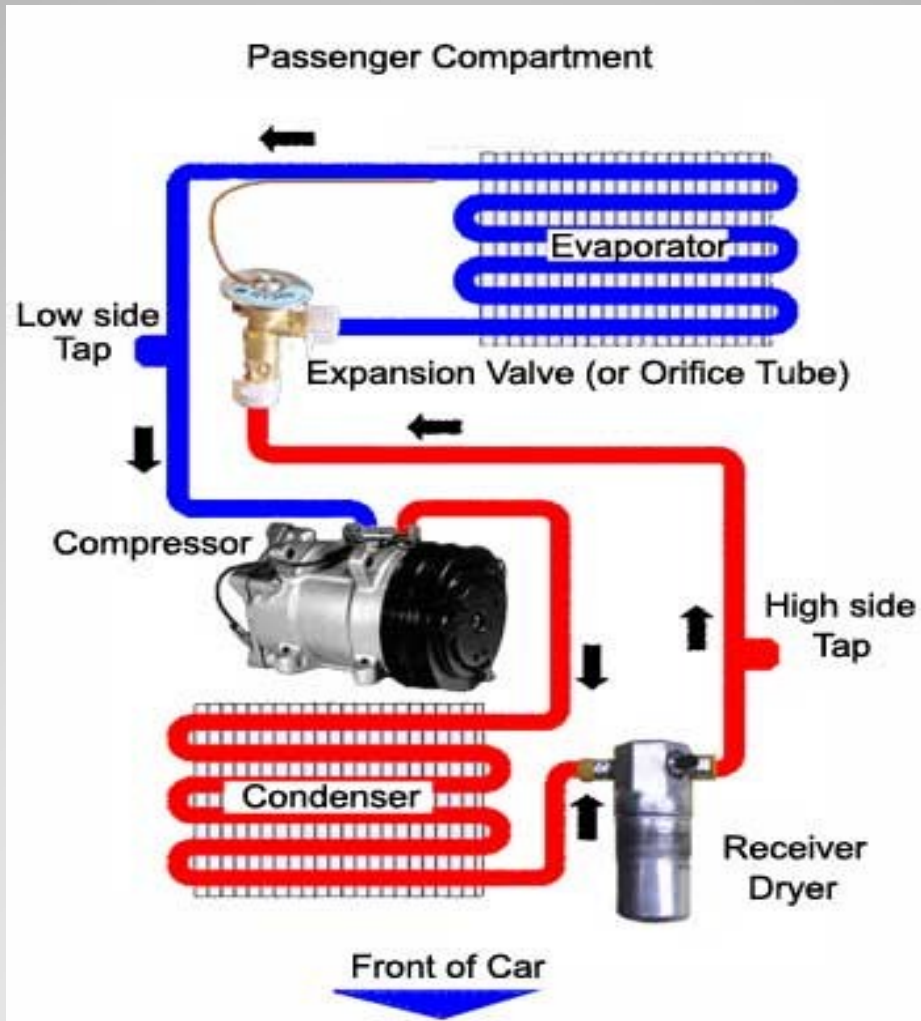 Passenger Compartment
Evaporator
Low side
Tap
Expansion Valve (or Orifice Tube)
Compressor
High side
Tap
Condenser
Receiver
Dryer
Front of Car